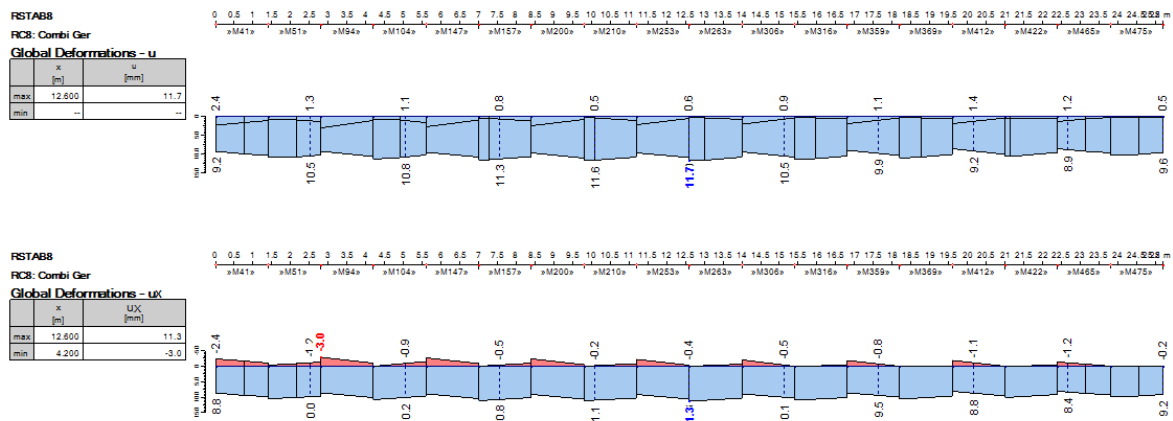 RSTAB8
RC8: Combi Ger
Global Deformations - u
x u
[m] [mm]
max 12.600 11.7
min -- --
0 0.5 1 1.5 2 2.5 3 3.5 4 4.5 5 5.5 6 6.5 7 7.5 8 8.5 9 9.5 10 10.5 11 11.5 12 12.5 13 13.5 14 14.5 15 15.5 16 16.5 17 17.5 18 18.5 19 19.5 20 20.5 21 21.5 22 22.5 23 23.5 24 24.5 m
»M41» »M51» »M94» »M104» »M147» »M157» »M200» »M210» »M253» »M263» »M306» »M316» »M359» »M369» »M412» »M422» »M465» »M475»
2.4 1.3 1.1 0.8 0.5 0.6 0.9 1.1 1.4 1.2 0.5
9.2 10.5 10.8 11.3 11.6 11.7 10.5 9.9 9.2 8.9 9.6
RSTAB8
RC8: Combi Ger
Global Deformations - uX
x UX
[m] [mm]
max 12.600 11.3
min 4.200 -3.0
0 0.5 1 1.5 2 2.5 3 3.5 4 4.5 5 5.5 6 6.5 7 7.5 8 8.5 9 9.5 10 10.5 11 11.5 12 12.5 13 13.5 14 14.5 15 15.5 16 16.5 17 17.5 18 18.5 19 19.5 20 20.5 21 21.5 22 22.5 23 23.5 24 24.5 m
»M41» »M51» »M94» »M104» »M147» »M157» »M200» »M210» »M253» »M263» »M306» »M316» »M359» »M369» »M412» »M422» »M465» »M475»
-2.4 -1.2 -3.0 -0.9 -0.5 -0.2 -0.4 -0.5 -0.8 -1.1 -1.2 -0.2
8.8 0.0 0.2 0.8 1.1 1.3 0.1 9.5 8.8 8.4 9.2